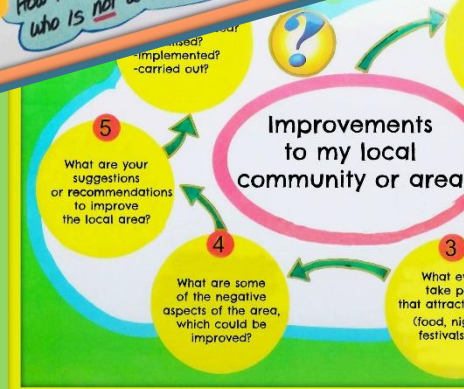 who is not
-implemented?
-carried out?
Improvements
to my local
community or area
5
What are your
suggestions
or recommendations
to improve
the local area?
4
What are some
of the negative
aspects of the area,
which could be
improved?
3
What
take
that
(food,
festivals
?